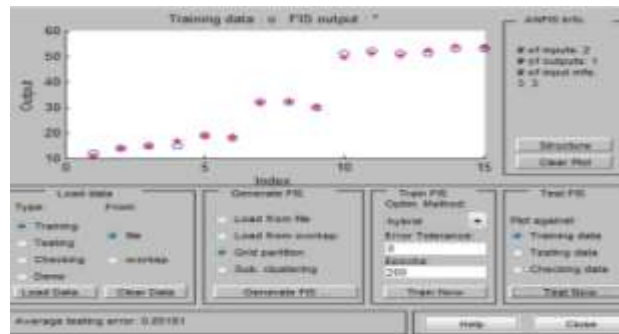 Training data : o   FIS output : *
ANFIS Info.
60
50
40
30
20
10
Output
0
5
10
15
Index
# of inputs: 2
# of outputs: 1
# of input mfs:
3 3
Structure
Clear Plot
Load data
Type:
From:
Training
Testing
Checking
Demo
file
worksp.
Load Data
Clear Data
Generate FIS
Load from file
Load from worksp.
Grid partition
Sub. clustering
Generate FIS
Train FIS
Optim. Method:
hybrid
Error Tolerance:
0
Epochs:
200
Train Now
Test FIS
Plot against:
Training data
Testing data
Checking data
Test Now
Average testing error:
Help
Close